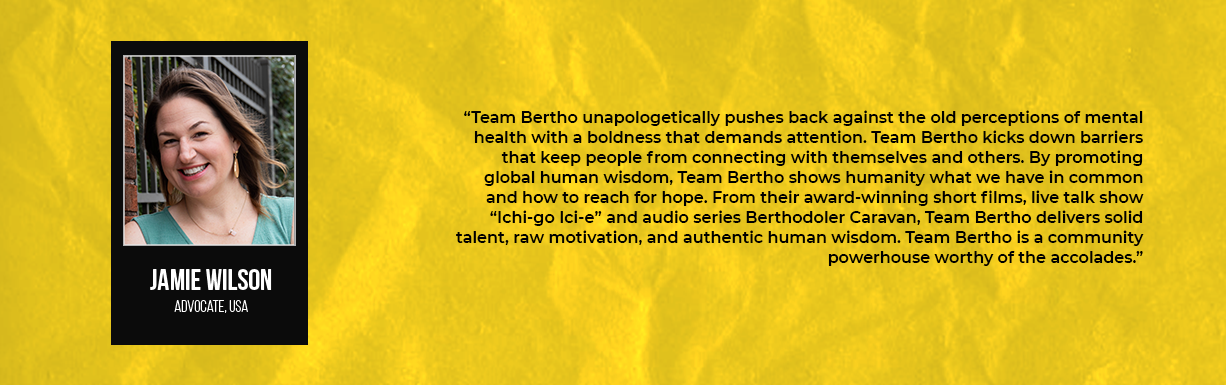 “Team Bertho unapologetically pushes back against the old perceptions of mental
health with a boldness that demands attention. Team Bertho kicks down barriers
that keep people from connecting with themselves and others. By promoting
global human wisdom, Team Bertho shows humanity what we have in common
and how to reach for hope. From their award-winning short films, live talk show
“Ichi-go Ici-e” and audio series Berthodoler Caravan, Team Bertho delivers solid
talent, raw motivation, and authentic human wisdom. Team Bertho is a community
powerhouse worthy of the accolades.”
JAMIE WILSON
ADVOCATE, USA